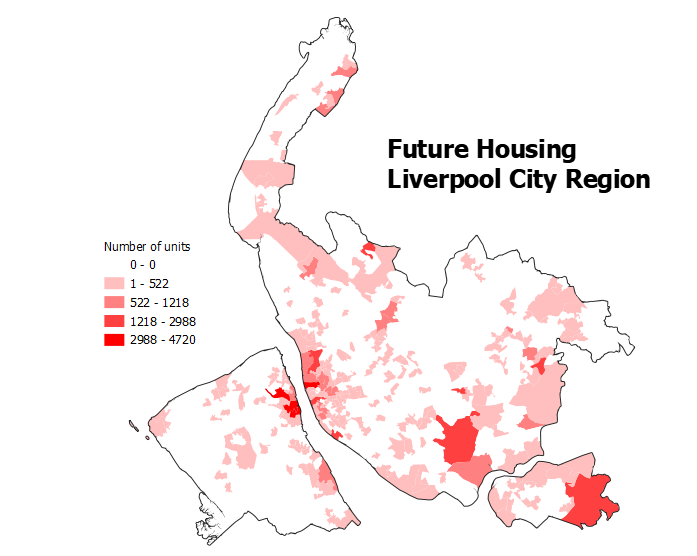 Future Housing
Liverpool City Region
Number of units
0 - 0
1 - 522
522 - 1218
1218 - 2988
2988 - 4720